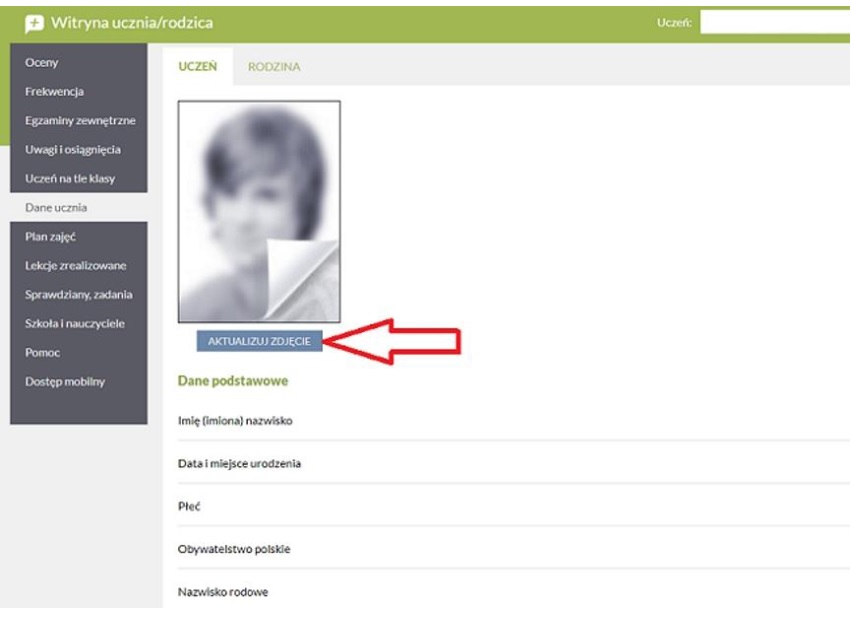 Witryna ucznia/rodzica
Uczeń:
Oceny
Frekwencja
Egzaminy zewnętrzne
Uwagi i osiągnięcia
Uczeń na tle klasy
Dane ucznia
Plan zajęć
Lekcje zrealizowane
Sprawdziany, zadania
Szkoła i nauczyciele
Pomoc
Dostęp mobilny
UCZEŃ RODZINA
AKTUALIZUJ ZDJĘCIE
Dane podstawowe
Imię (imiona) nazwisko
Data i miejsce urodzenia
Płeć
Obywatelstwo polskie
Nazwisko rodowe